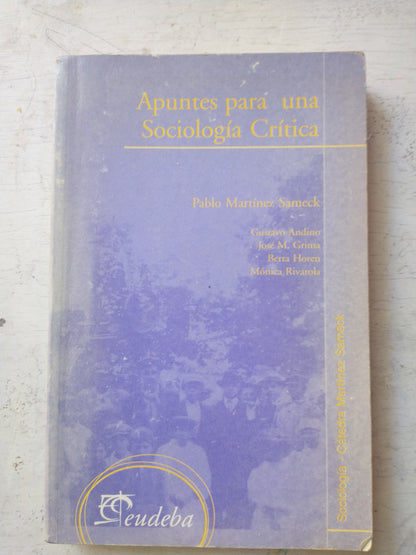 Apuntes para una
Sociología Crítica
Pablo Martínez Sameck
Gustavo Andino
José M. Grima
Berta Horen
Mónica Rivarola
Sociología - Cátedra Martínez Sameck
eudeba